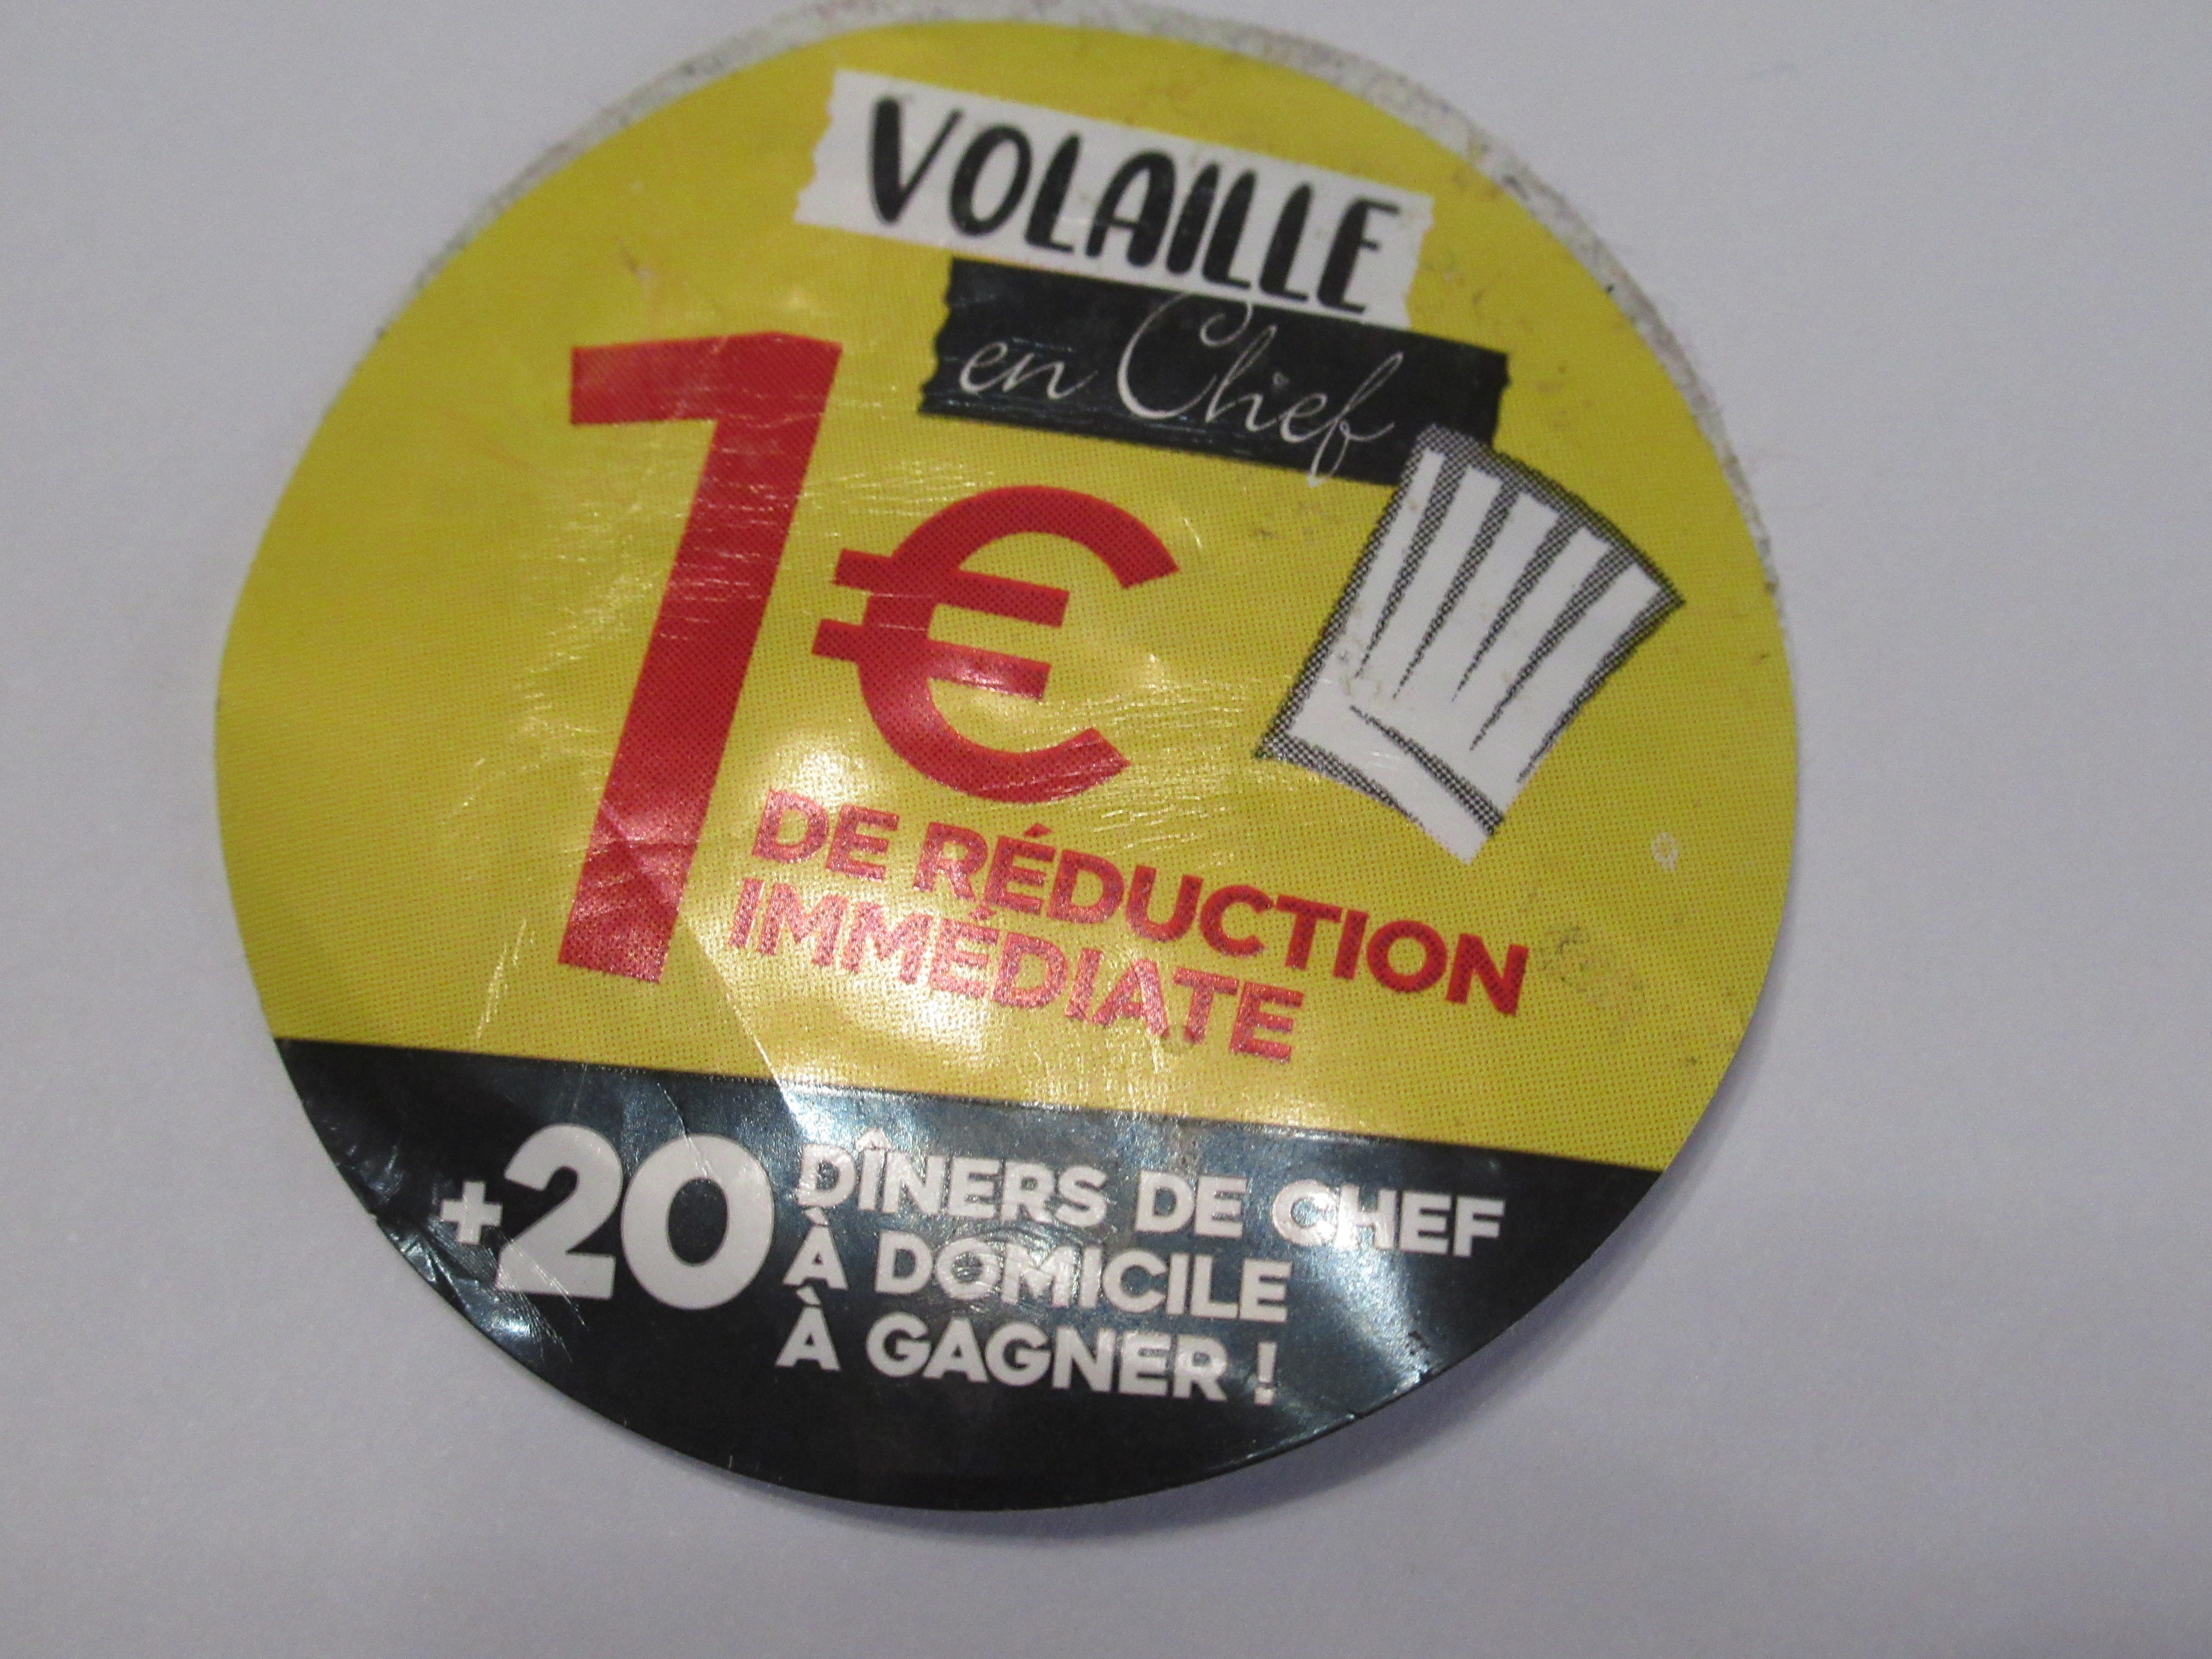 VOLAILLE
en Chef
1€
DE RÉDUCTION
IMMÉDIATE
+20 DÎNERS DE CHEF
À DOMICILE
À GAGNER !